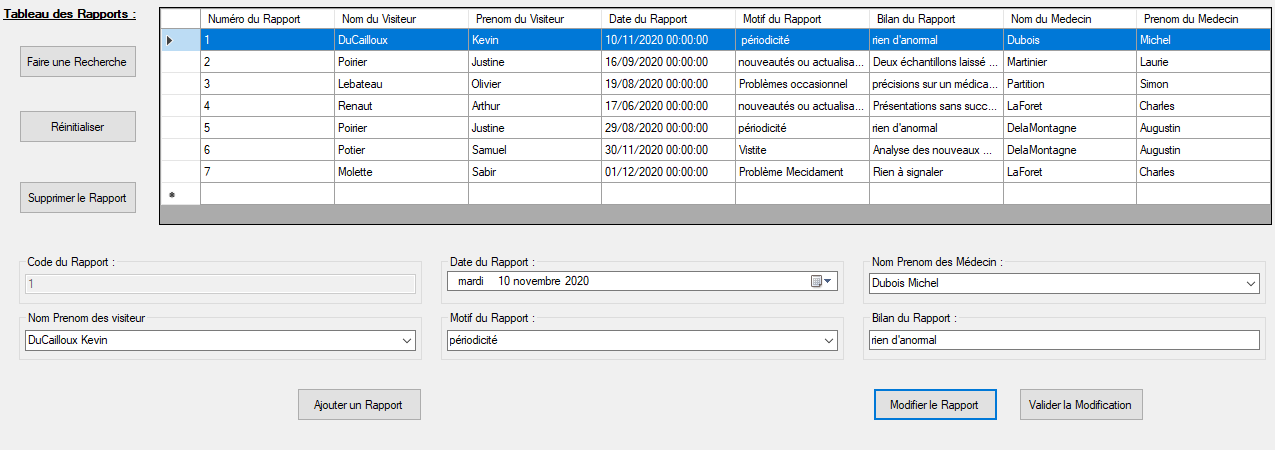 Tableau des Rapports :
Faire une Recherche
Réinitialiser
Supprimer le Rapport
Numéro du Rapport Nom du Visiteur Prenom du Visiteur Date du Rapport Motif du Rapport Bilan du Rapport Nom du Medecin Prenom du Medecin
1 DuCailloux Kevin 10/11/2020 00:00:00 périodicité rien d'anormal Dubois Michel
2 Poirier Justine 16/09/2020 00:00:00 nouveautés ou actualisa... Deux échantillons laissé ... Martinier Laurie
3 Lebateau Olivier 19/08/2020 00:00:00 Problèmes occasionnel précisions sur un médica... Partition Simon
4 Renaut Arthur 17/06/2020 00:00:00 nouveautés ou actualisa... Présentations sans succ... LaForet Charles
5 Poirier Justine 29/08/2020 00:00:00 périodicité rien d'anormal DelaMontagne Augustin
6 Potier Samuel 30/11/2020 00:00:00 Vistite Analyse des nouveaux ... DelaMontagne Augustin
7 Molette Sabir 01/12/2020 00:00:00 Problème Mecidament Rien à signaler LaForet Charles
Code du Rapport :
1
Date du Rapport :
mardi 10 novembre 2020
Nom Prenom des Médecin :
Dubois Michel
Nom Prenom des visiteur
DuCailloux Kevin
Motif du Rapport :
périodicité
Bilan du Rapport :
rien d'anormal
Ajouter un Rapport
Modifier le Rapport
Valider la Modification